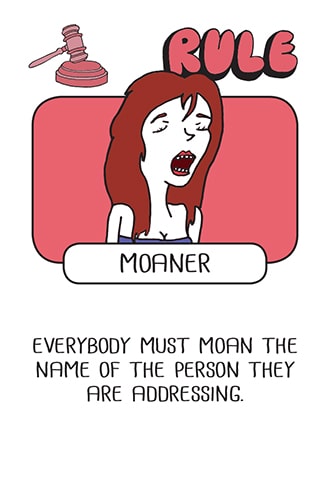 RULE
MOANER
EVERYBODY MUST MOAN THE
NAME OF THE PERSON THEY
ARE ADDRESSING.